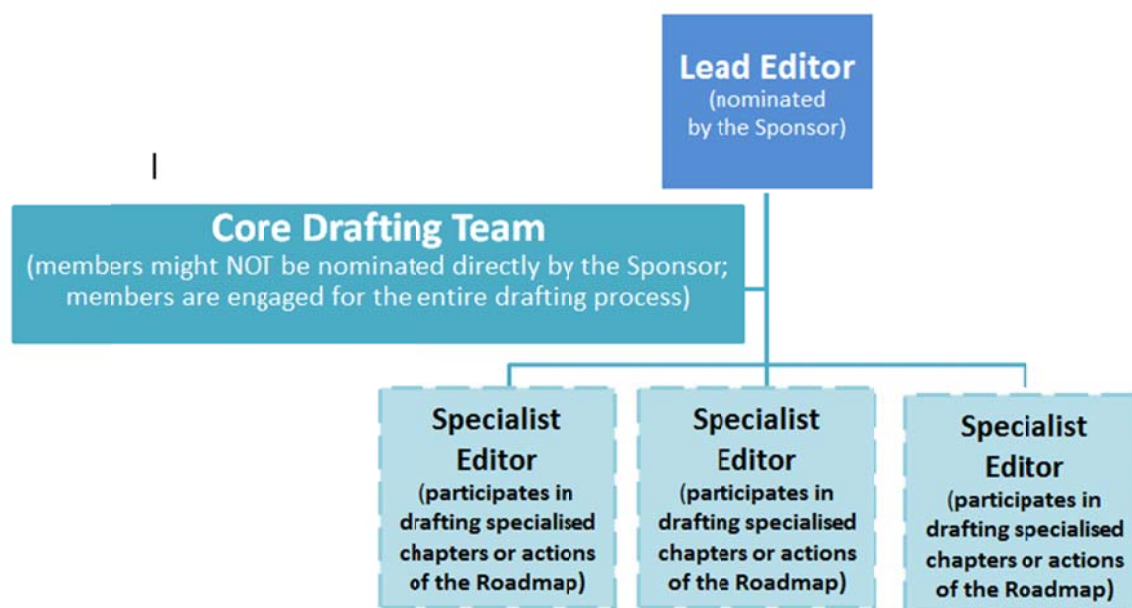 Lead Editor
(nominated
by the Sponsor)
Core Drafting Team
(members might NOT be nominated directly by the Sponsor;
members are engaged for the entire drafting process)
Specialist
Editor
(participates in
drafting specialised
chapters or actions
of the Roadmap)
Specialist
Editor
(participates in
drafting specialised
chapters or actions
of the Roadmap)
Specialist
Editor
(participates in
drafting specialised
chapters or actions
of the Roadmap)